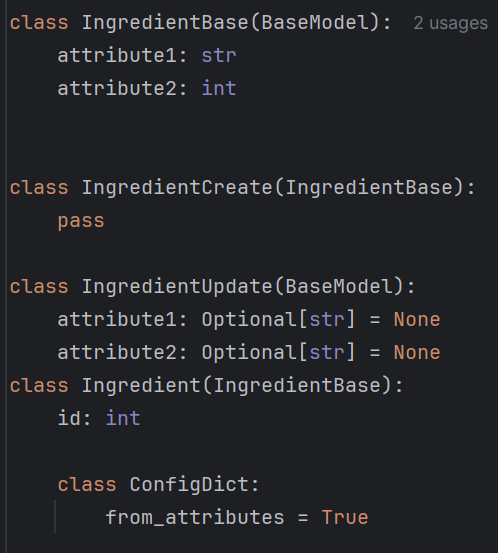 class IngredientBase(BaseModel): 2 usages
    attribute1: str
    attribute2: int
class IngredientCreate(IngredientBase):
    pass
class IngredientUpdate(BaseModel):
    attribute1: Optional[str] = None
    attribute2: Optional[str] = None
class Ingredient(IngredientBase):
    id: int
    class ConfigDict:
        from_attributes = True